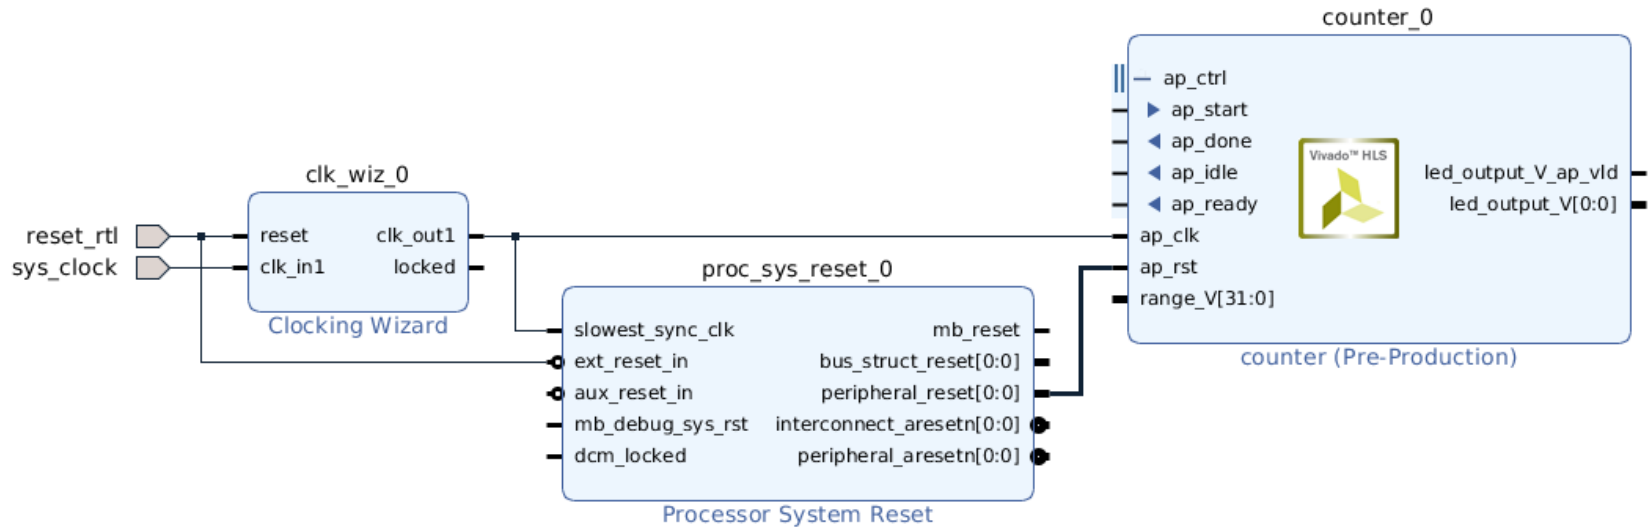 counter_0
ap_ctrl
ap_start
ap_done
ap_idle
ap_ready
ap_clk
ap_rst
range_V[31:0]
Vivado™ HLS
led_output_V_ap_vld
led_output_V[0:0]
counter (Pre-Production)
clk_wiz_0
reset_rtl
sys_clock
reset
clk_in1
clk_out1
locked
Clocking Wizard
proc_sys_reset_0
slowest_sync_clk
ext_reset_in
aux_reset_in
mb_debug_sys_rst
dcm_locked
mb_reset
bus_struct_reset[0:0]
peripheral_reset[0:0]
interconnect_aresetn[0:0]
peripheral_aresetn[0:0]
Processor System Reset